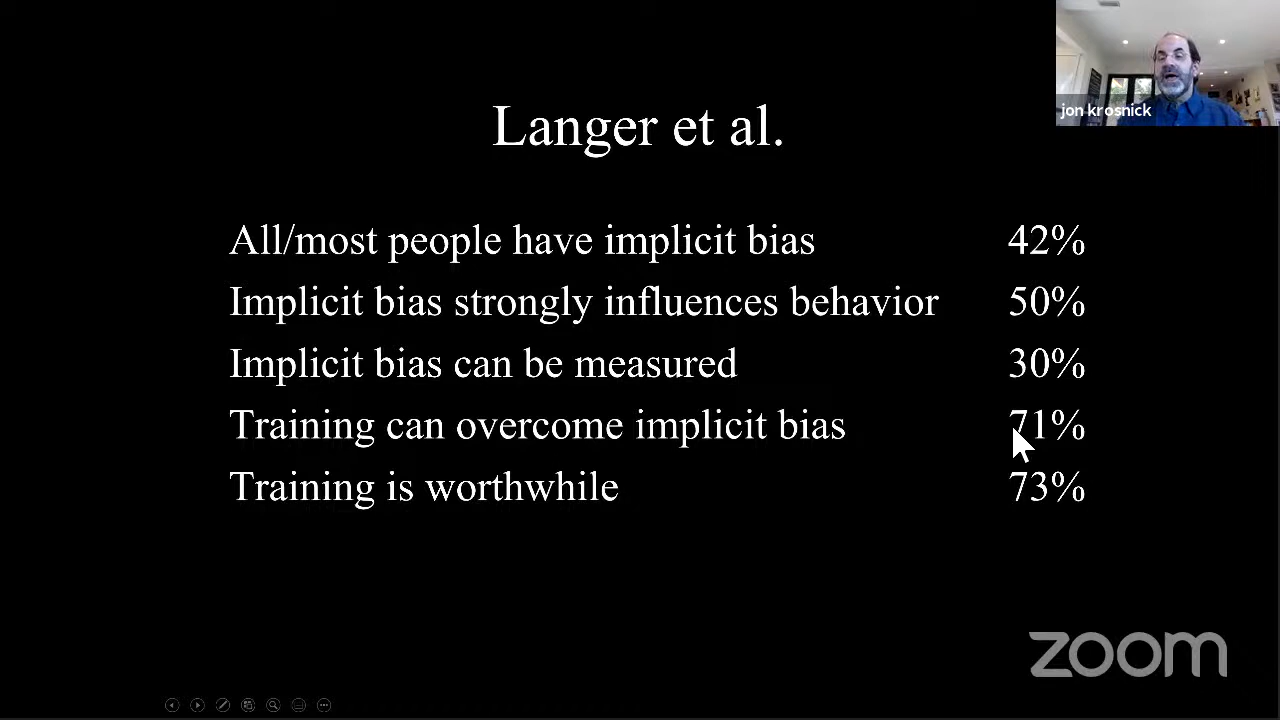 jon krosnick
Langer et al.
All/most people have implicit bias 42%
Implicit bias strongly influences behavior 50%
Implicit bias can be measured 30%
Training can overcome implicit bias 71%
Training is worthwhile 73%
zoom